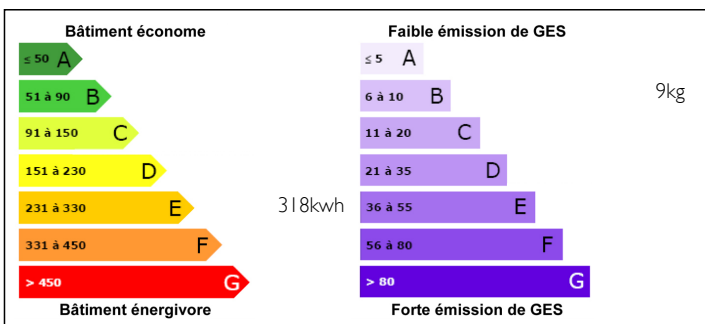 Bâtiment économe
≤ 50 A
51 à 90 B
91 à 150 C
151 à 230 D
231 à 330 E
318kwh
331 à 450 F
> 450 G
Bâtiment énergivore
Faible émission de GES
≤ 5 A
6 à 10 B
9kg
11 à 20 C
21 à 35 D
36 à 55 E
56 à 80 F
> 80 G
Forte émission de GES